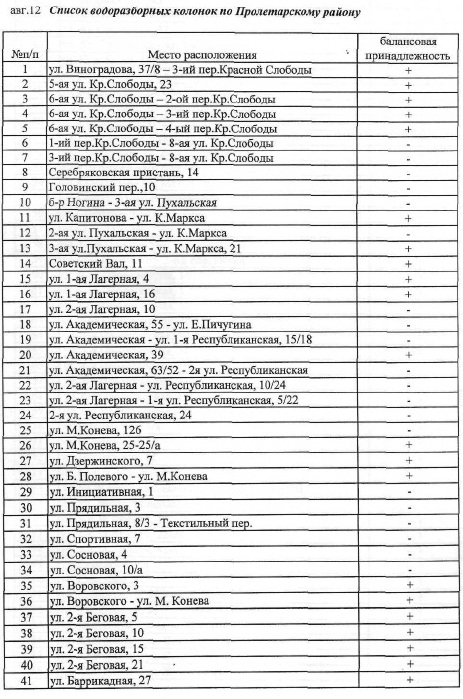 авг.12 Список водоразборных колонок по Пролетарскому району
№п/п Место расположения балансовая принадлежность
1 ул. Виноградова, 37/8 – 3-ий пер.Красной Слободы +
2 5-ая ул. Кр.Слободы, 23 +
3 6-ая ул. Кр.Слободы – 2-ой пер.Кр.Слободы +
4 6-ая ул. Кр.Слободы – 3-ий пер.Кр.Слободы +
5 6-ая ул. Кр.Слободы – 4-ый пер.Кр.Слободы +
6 1-ий пер.Кр.Слободы - 8-ая ул. Кр.Слободы -
7 3-ий пер.Кр.Слободы - 8-ая ул. Кр.Слободы -
8 Серебряковская пристань, 14 -
9 Головинский пер.,10 -
10 б-р Ногина - 3-ая ул. Пухальская -
11 ул. Капитонова - ул. К.Маркса +
12 2-ая ул. Пухальская - ул. К.Маркса -
13 3-ая ул.Пухальская - ул. К.Маркса, 21 +
14 Советский Вал, 11 +
15 ул. 1-ая Лагерная, 4 +
16 ул. 1-ая Лагерная, 16 +
17 ул. 2-ая Лагерная, 10 -
18 ул. Академическая, 55 - ул. Е.Пичугина -
19 ул. Академическая - ул. 1-я Республиканская, 15/18 -
20 ул. Академическая, 39 +
21 ул. Академическая, 63/52 - 2я ул. Республиканская -
22 ул. 2-ая Лагерная - ул. Республиканская, 10/24 -
23 ул. 2-ая Лагерная - 1-я ул. Республиканская, 5/22 -
24 2-я ул. Республиканская, 24 -
25 ул. М.Конева, 126 -
26 ул. М.Конева, 25-25/а +
27 ул. Дзержинского, 7 +
28 ул. Б. Полевого - ул. М.Конева +
29 ул. Инициативная, 1 -
30 ул. Прядильная, 3 -
31 ул. Прядильная, 8/3 - Текстильный пер. -
32 ул. Спортивная, 7 -
33 ул. Сосновая, 4 -
34 ул. Сосновая, 10/а -
35 ул. Воровского, 3 +
36 ул. Воровского - ул. М. Конева +
37 ул. 2-я Беговая, 5 +
38 ул. 2-я Беговая, 10 +
39 ул. 2-я Беговая, 15 +
40 ул. 2-я Беговая, 21 +
41 ул. Баррикадная, 27 +